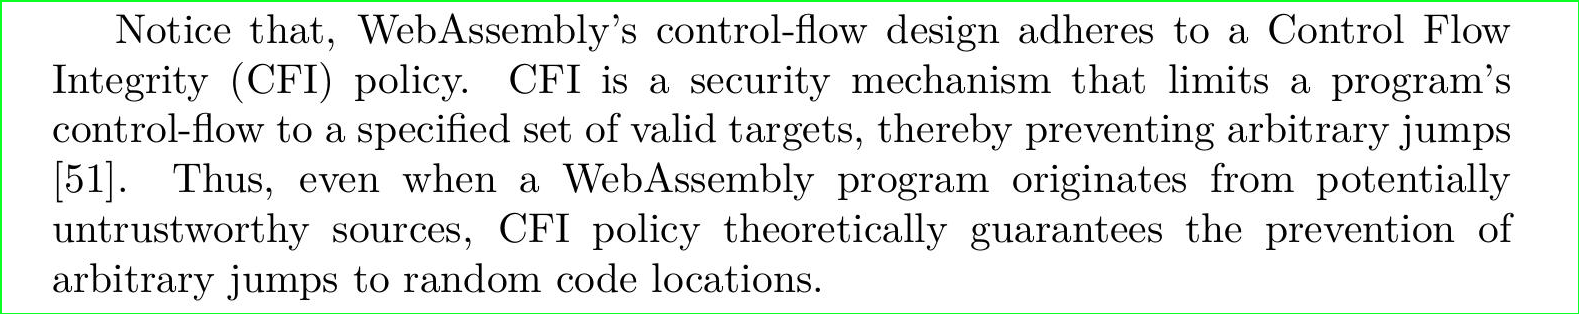 Notice that, WebAssembly's control-flow design adheres to a Control Flow
Integrity (CFI) policy. CFI is a security mechanism that limits a program's
control-flow to a specified set of valid targets, thereby preventing arbitrary jumps
[51]. Thus, even when a WebAssembly program originates from potentially
untrustworthy sources, CFI policy theoretically guarantees the prevention of
arbitrary jumps to random code locations.